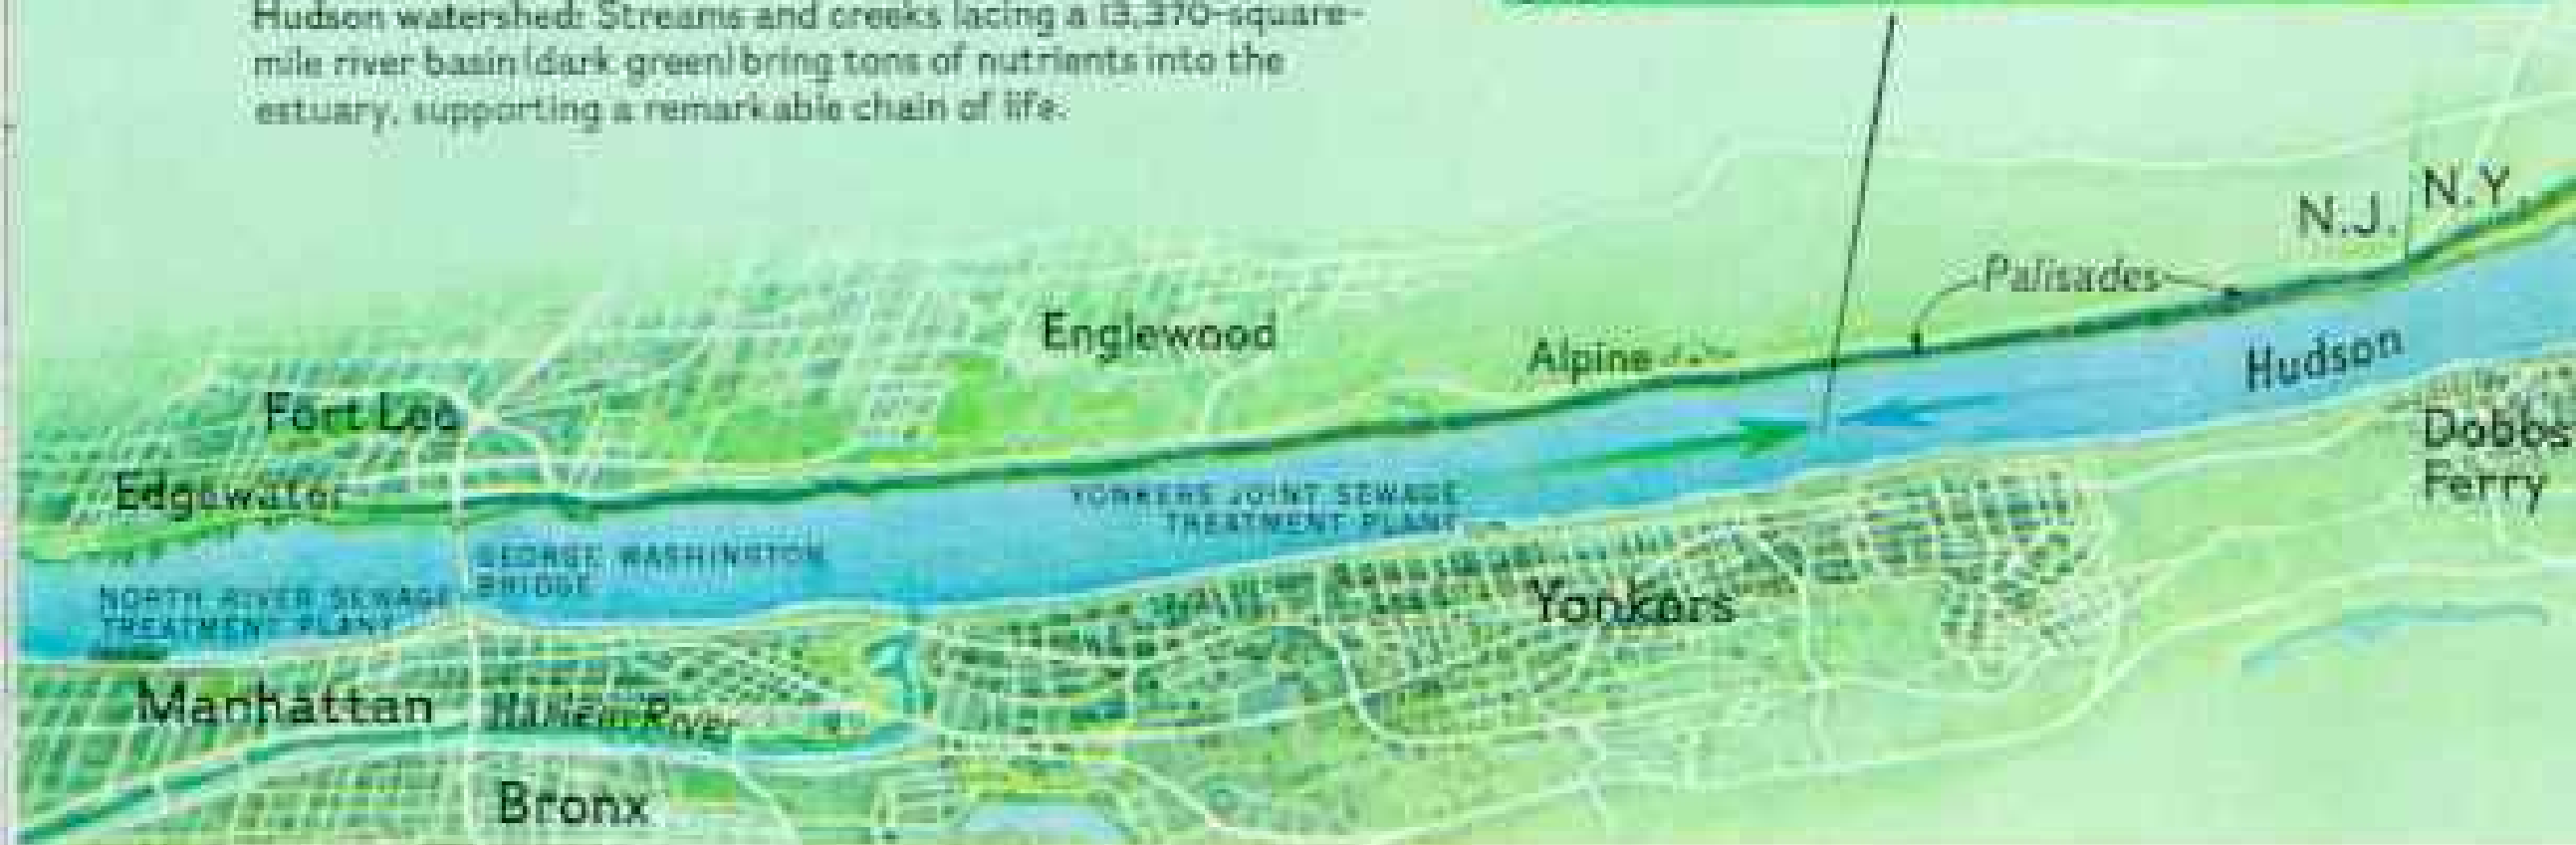 Hudson watershed: Streams and creeks lacing a 13,370-square-
mile river basin (dark green) bring tons of nutrients into the
estuary, supporting a remarkable chain of life.
N.J.
N.Y.
Palisades
Englewood
Alpine
Hudson
Fort Lee
Dobbs
Ferry
Edgewater
YONKERS JOINT SEWAGE
TREATMENT PLANT
GEORGE WASHINGTON
BRIDGE
NORTH RIVER SEWAGE
TREATMENT PLANT
Yonkers
Manhattan
Harlem River
Bronx